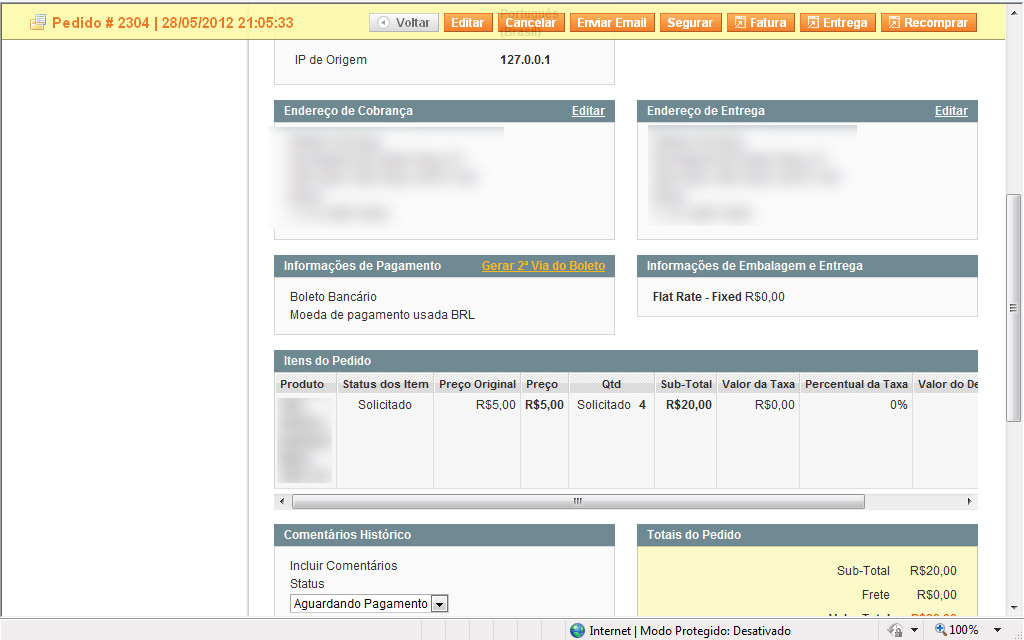 Pedido # 2304 | 28/05/2012 21:05:33
Voltar Editar Cancelar Enviar Email Segurar Fatura Entrega Recomprar
Português
(Brasil)
IP de Origem 127.0.0.1
Endereço de Cobrança Editar
Endereço de Entrega Editar
Informações de Pagamento Gerar 2ª Via do Boleto
Boleto Bancário
Moeda de pagamento usada BRL
Informações de Embalagem e Entrega
Flat Rate - Fixed R$0,00
Itens do Pedido
Produto Status dos Item Preço Original Preço Qtd Sub-Total Valor da Taxa Percentual da Taxa Valor do De
Solicitado R$5,00 R$5,00 Solicitado 4 R$20,00 R$0,00 0%
Comentários Histórico
Incluir Comentários
Status
Aguardando Pagamento
Totais do Pedido
Sub-Total R$20,00
Frete R$0,00
Internet | Modo Protegido: Desativado 100%